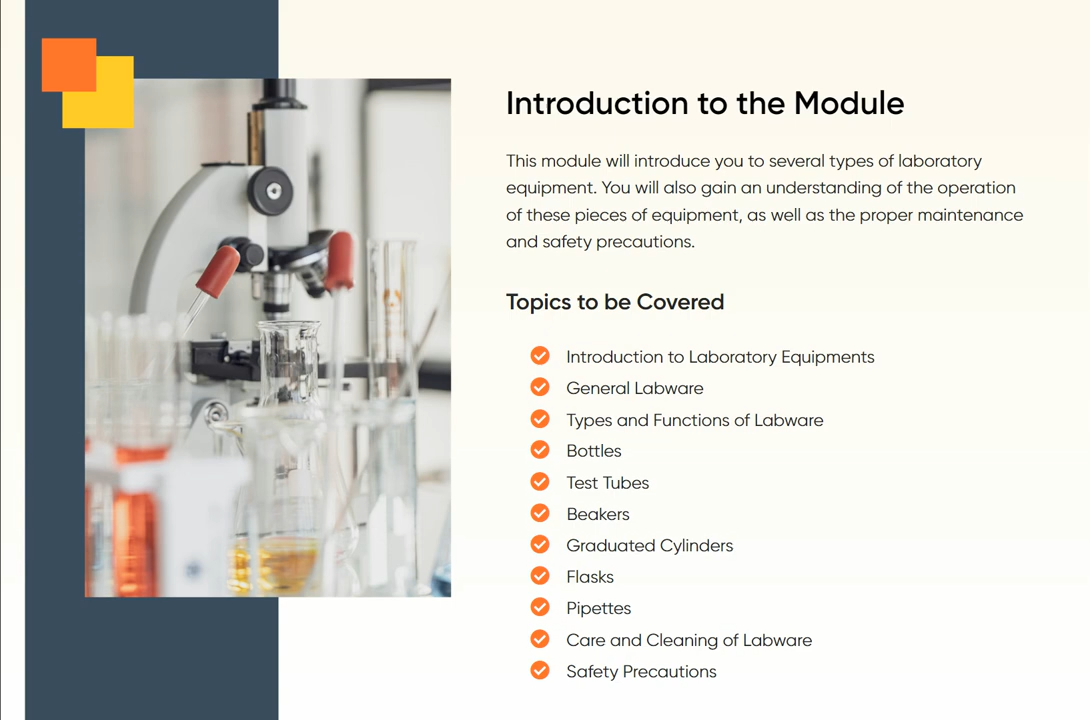 Introduction to the Module
This module will introduce you to several types of laboratory
equipment. You will also gain an understanding of the operation
of these pieces of equipment, as well as the proper maintenance
and safety precautions.
Topics to be Covered
Introduction to Laboratory Equipments
General Labware
Types and Functions of Labware
Bottles
Test Tubes
Beakers
Graduated Cylinders
Flasks
Pipettes
Care and Cleaning of Labware
Safety Precautions